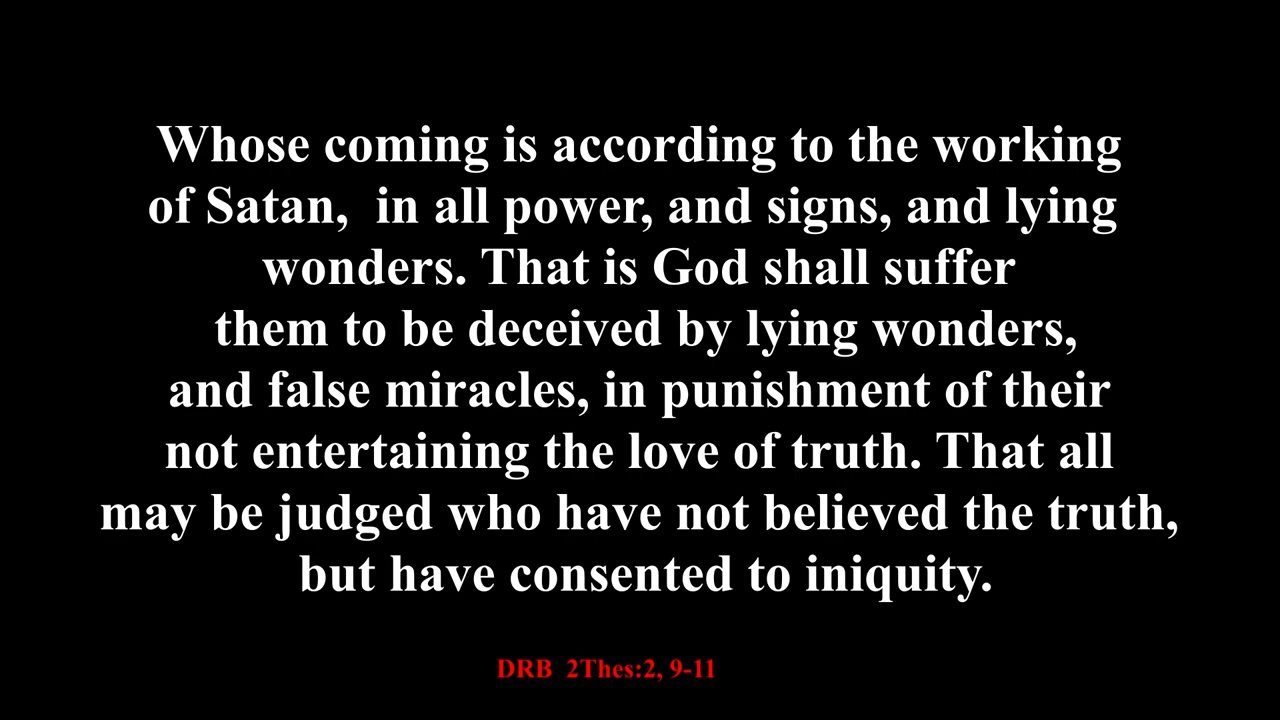 Whose coming is according to the working
of Satan,  in all power, and signs, and lying
wonders. That is God shall suffer
them to be deceived by lying wonders,
and false miracles, in punishment of their
not entertaining the love of truth. That all
may be judged who have not believed the truth,
but have consented to iniquity.
DRB  2Thes:2, 9-11